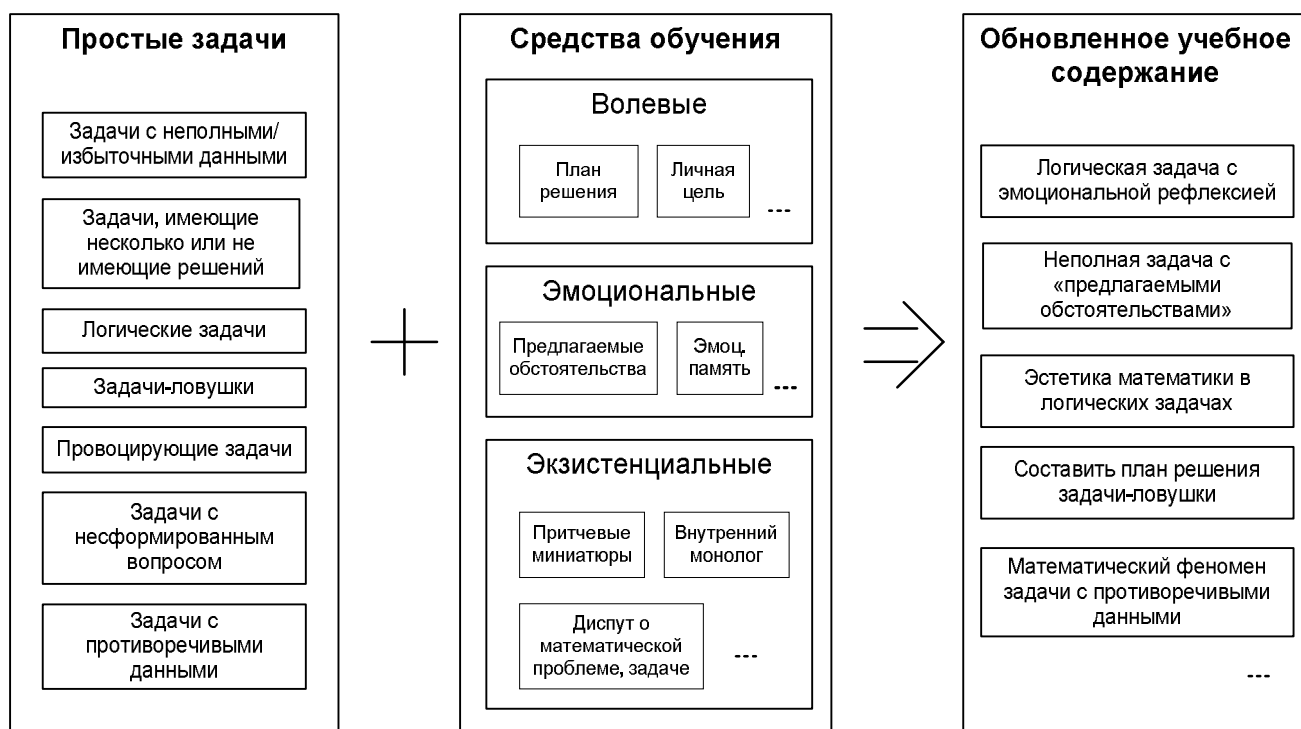 Простые задачи
Задачи с неполными/
избыточными данными
Задачи, имеющие
несколько или не
имеющие решений
Логические задачи
Задачи-ловушки
Провоцирующие задачи
Задачи с
несформированным
вопросом
Задачи с
противоречивыми
данными
Средства обучения
Волевые
План
решения
Личная
цель
---
Эмоциональные
Предлагаемые
обстоятельства
Эмоц.
память
---
Экзистенциальные
Притчевые
миниатюры
Внутренний
монолог
Диспут о
математической
проблеме, задаче
---
Обновленное учебное
содержание
Логическая задача с
эмоциональной рефлексией
Неполная задача с
«предлагаемыми
обстоятельствами»
Эстетика математики в
логических задачах
Составить план решения
задачи-ловушки
Математический феномен
задачи с противоречивыми
данными
---